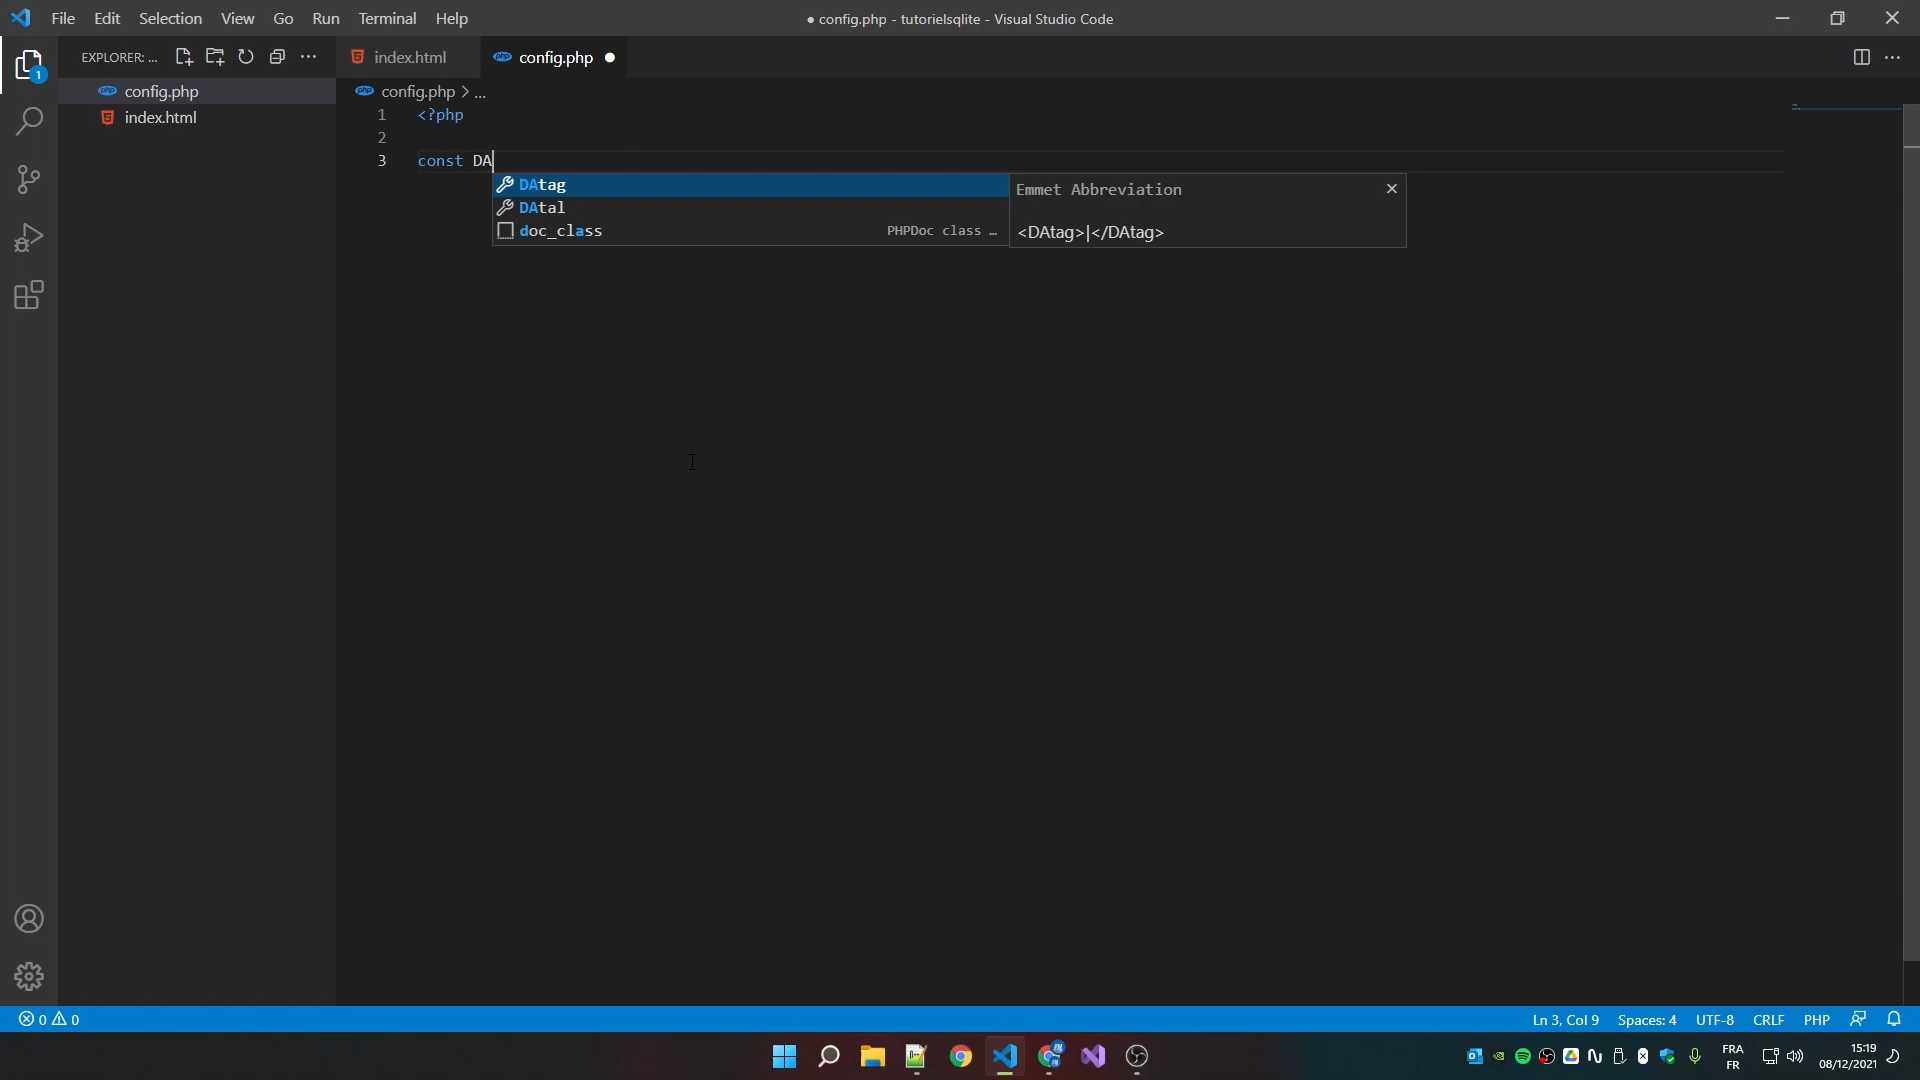 File Edit Selection View Go Run Terminal Help
● config.php - tutorielsqlite - Visual Studio Code
EXPLORER: ...
index.html
config.php ●
config.php
index.html
config.php > ...
1 <?php
2
3 const DA
DAtag
DAtal
doc_class PHPDoc class …
Emmet Abbreviation
<DAtag>|</DAtag>
1
0 0
Ln 3, Col 9 Spaces: 4 UTF-8 CRLF PHP
FRA
FR
15:19
08/12/2021